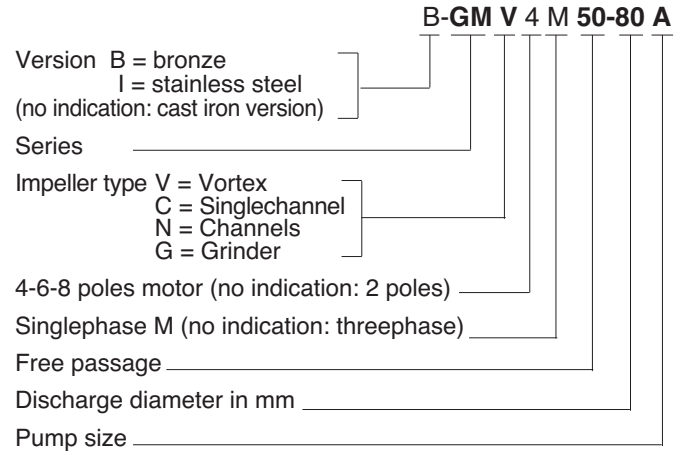 B-GM V 4 M 50-80 A
Version B = bronze
I = stainless steel
(no indication: cast iron version)
Series
Impeller type V = Vortex
C = Singlechannel
N = Channels
G = Grinder
4-6-8 poles motor (no indication: 2 poles)
Singlephase M (no indication: threephase)
Free passage
Discharge diameter in mm
Pump size